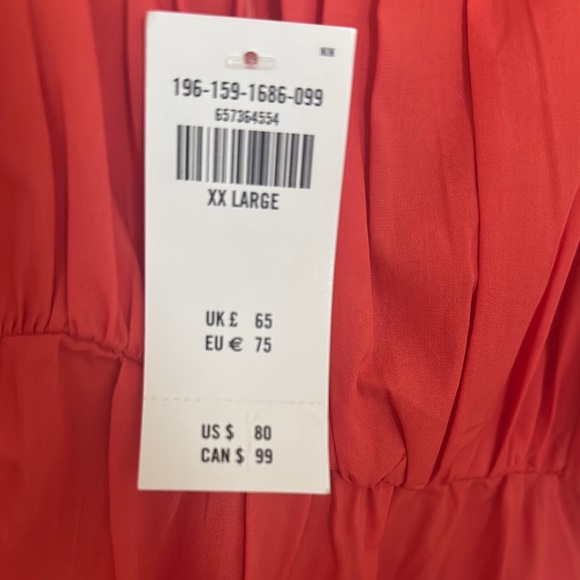 196-159-1686-099
657364554
XX LARGE
UK £ 65
EU € 75
US $ 80
CAN $ 99